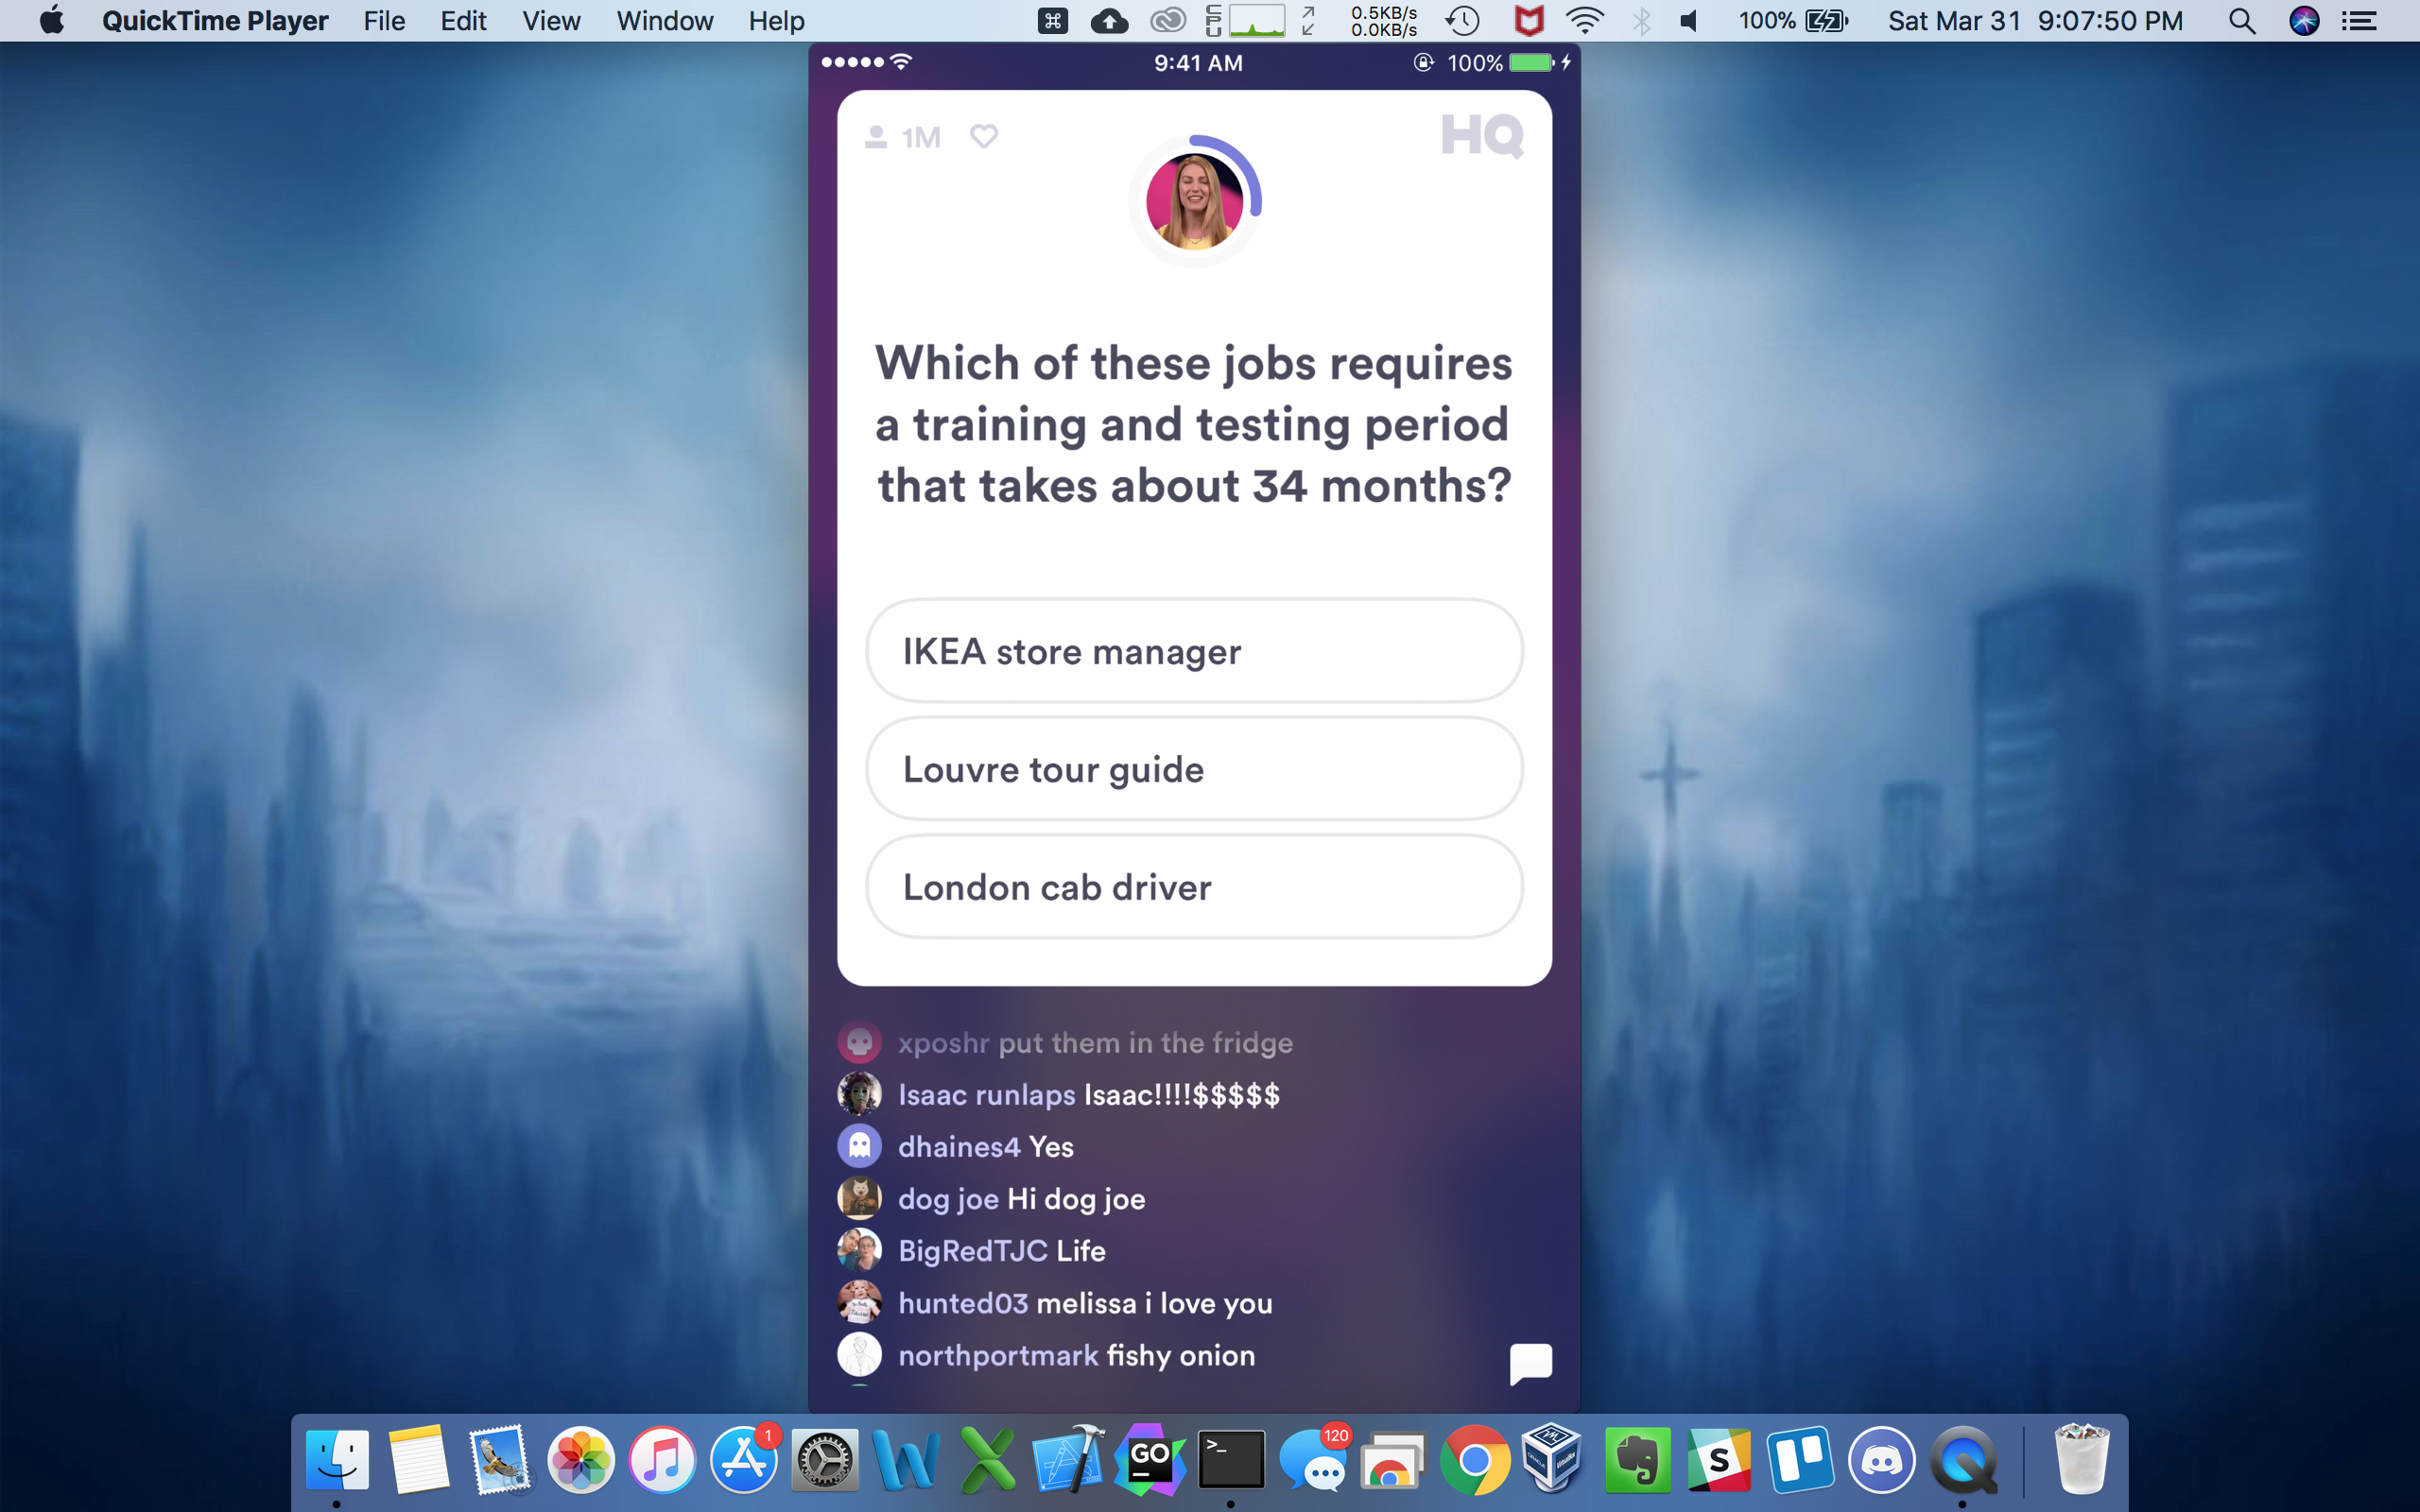 QuickTime Player File Edit View Window Help CPU 0.5KB/s 100% Sat Mar 31 9:07:50 PM
0.0KB/s
9:41 AM 100%
1M HQ
Which of these jobs requires
a training and testing period
that takes about 34 months?
IKEA store manager
Louvre tour guide
London cab driver
xposhr put them in the fridge
Isaac runlaps Isaac!!!!$$$$$
dhaines4 Yes
dog joe Hi dog joe
BigRedTJC Life
hunted03 melissa i love you
northportmark fishy onion
1
120
GO
>_
S